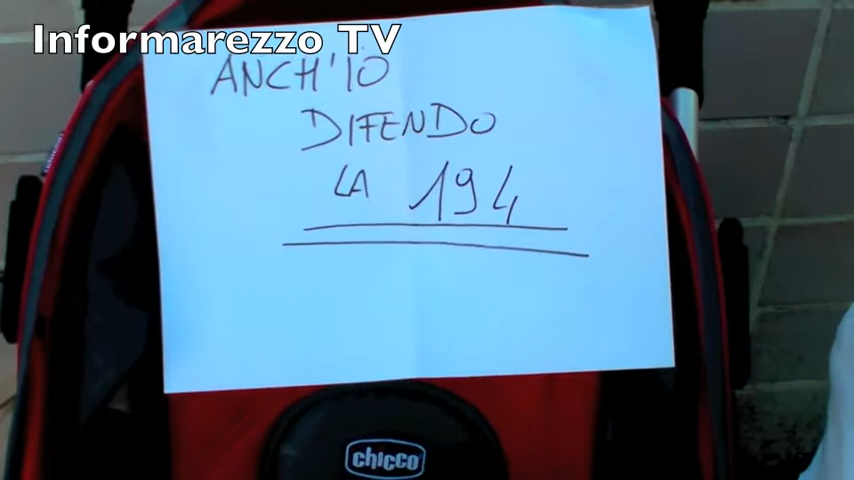 Informarezzo TV
ANCH'IO
DIFENDO
LA 194
chicco